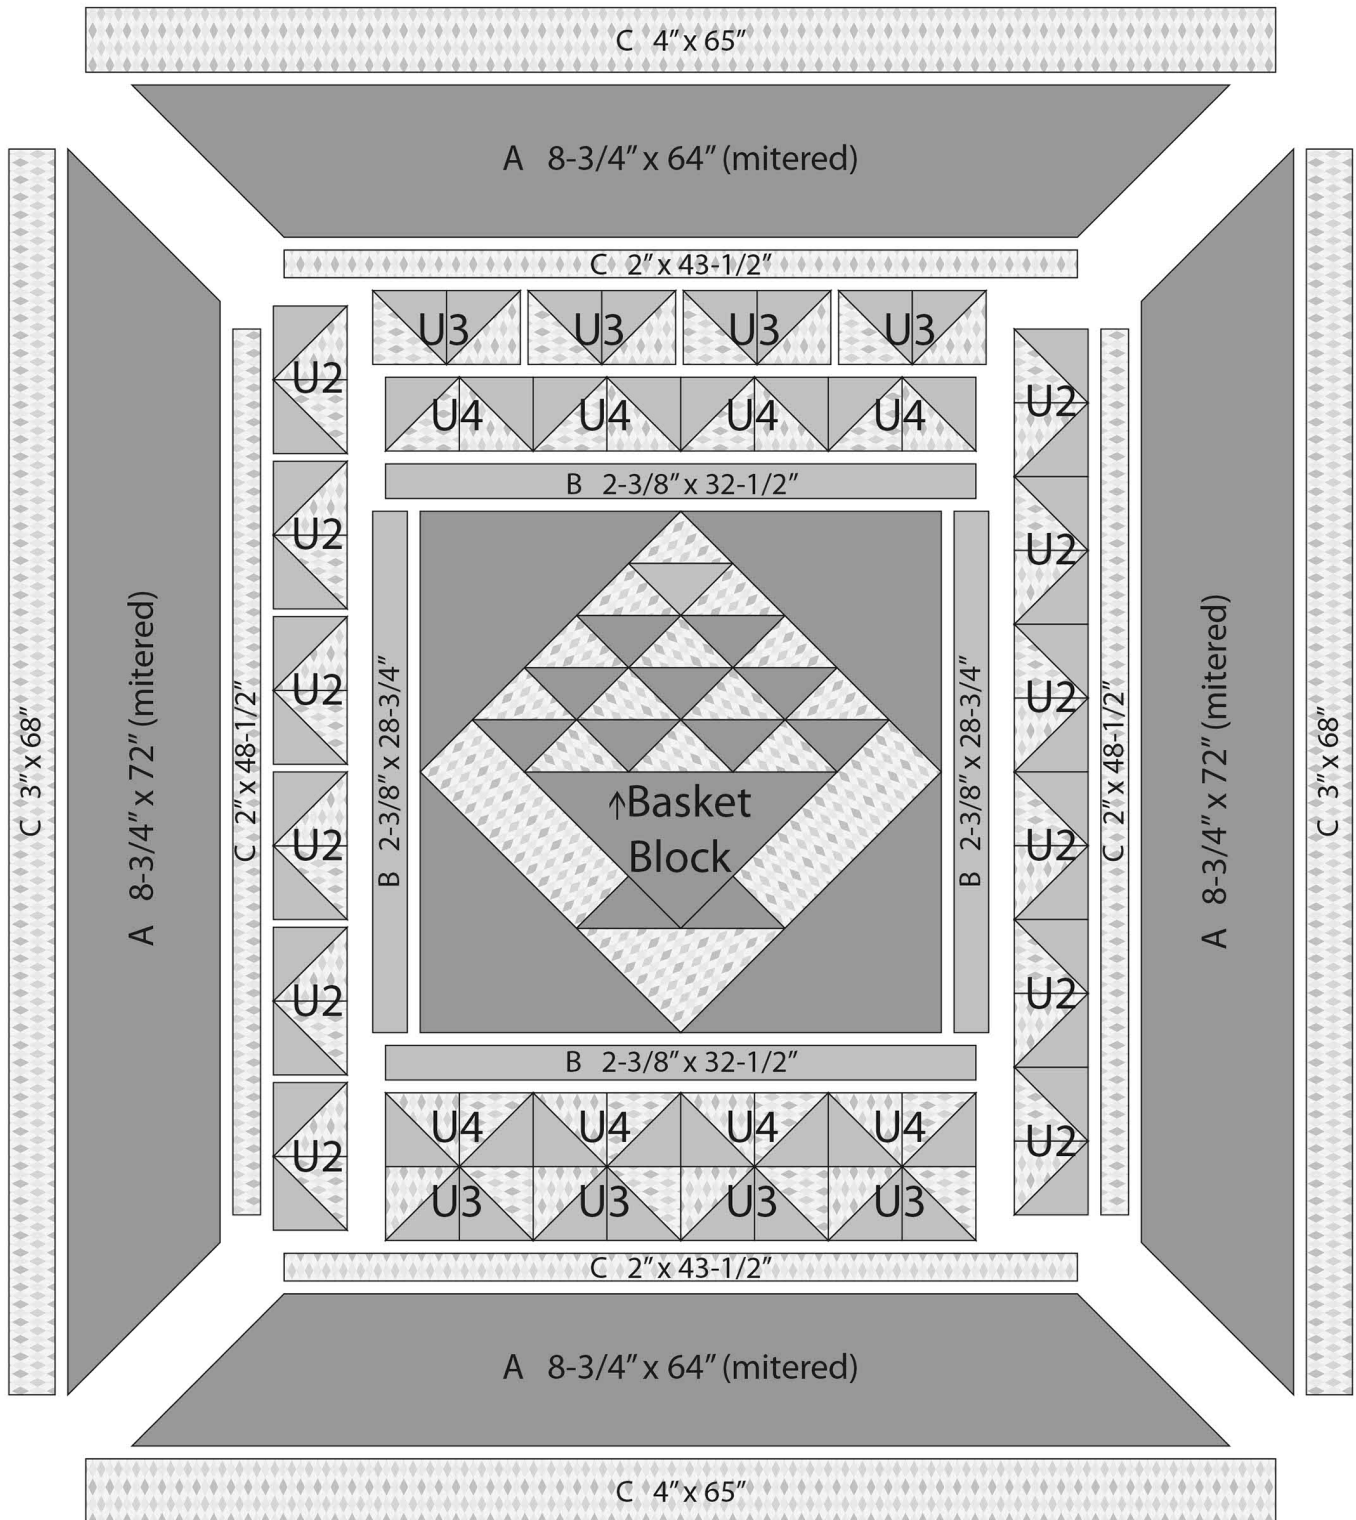 C 4” x 65”
A 8-3/4” x 64” (mitered)
C 2” x 43-1/2”
U3 U3 U3 U3
U4 U4 U4 U4
B 2-3/8” x 32-1/2”
C 3” x 68”
A 8-3/4” x 72” (mitered)
C 2” x 48-1/2”
U2
U2
U2
U2
U2
U2
B 2-3/8” x 28-3/4”
↑Basket
Block
B 2-3/8” x 28-3/4”
U2
U2
U2
U2
U2
U2
C 2” x 48-1/2”
A 8-3/4” x 72” (mitered)
C 3” x 68”
B 2-3/8” x 32-1/2”
U4 U4 U4 U4
U3 U3 U3 U3
C 2” x 43-1/2”
A 8-3/4” x 64” (mitered)
C 4” x 65”